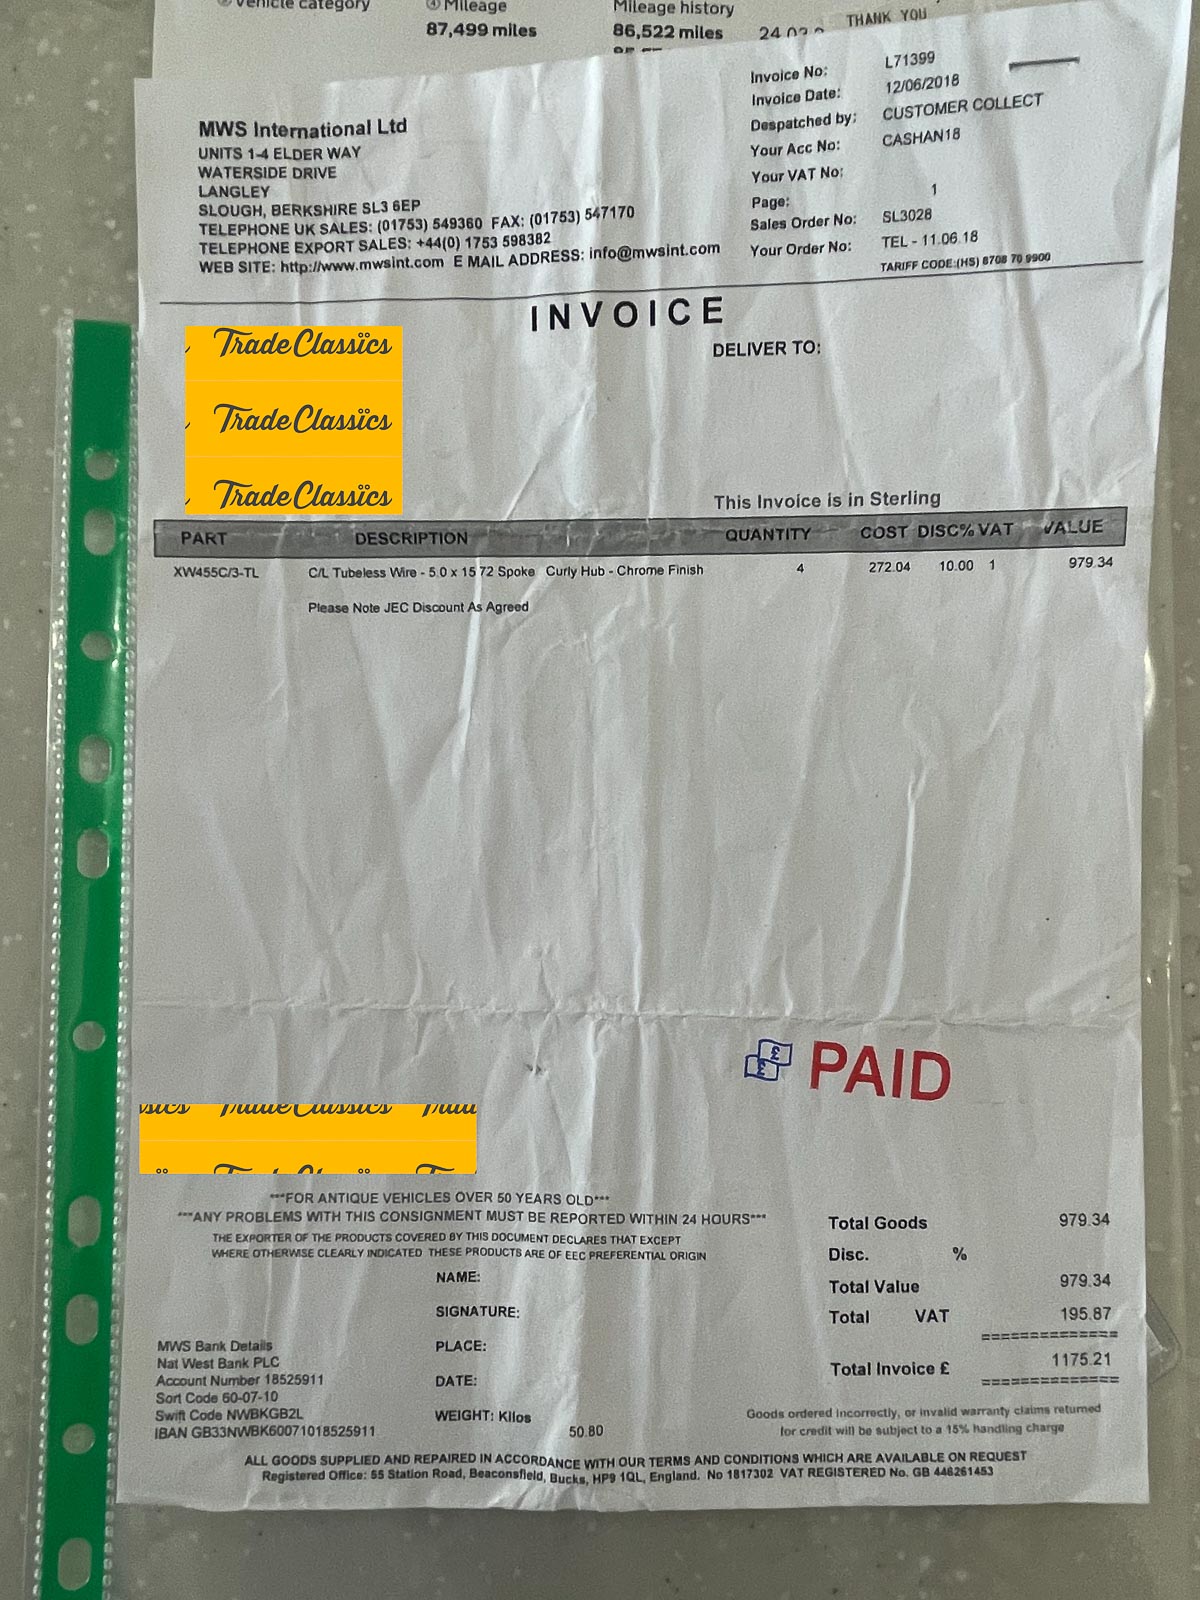 Vehicle category
Mileage
87,499 miles
Mileage history
86,522 miles
THANK YOU
MWS International Ltd
UNITS 1-4 ELDER WAY
WATERSIDE DRIVE
LANGLEY
SLOUGH, BERKSHIRE SL3 6EP
TELEPHONE UK SALES: (01753) 549360 FAX: (01753) 547170
TELEPHONE EXPORT SALES: +44(0) 1753 598382
WEB SITE: http://www.mwsint.com E MAIL ADDRESS: info@mwsint.com
Invoice No: L71399
Invoice Date: 12/06/2018
Despatched by: CUSTOMER COLLECT
Your Acc No: CASHAN18
Your VAT No:
Page: 1
Sales Order No: SL3028
Your Order No: TEL - 11.06.18
TARIFF CODE:(HS) 8708 70 9900
INVOICE
DELIVER TO:
Trade Classics
Trade Classics
Trade Classics
This Invoice is in Sterling
PART DESCRIPTION QUANTITY COST DISC% VAT VALUE
XW455C/3-TL C/L Tubeless Wire - 5.0 x 15 72 Spoke Curly Hub - Chrome Finish 4 272.04 10.00 1 979.34
Please Note JEC Discount As Agreed
££ PAID
Trade Classics
***FOR ANTIQUE VEHICLES OVER 50 YEARS OLD***
***ANY PROBLEMS WITH THIS CONSIGNMENT MUST BE REPORTED WITHIN 24 HOURS***
THE EXPORTER OF THE PRODUCTS COVERED BY THIS DOCUMENT DECLARES THAT EXCEPT
WHERE OTHERWISE CLEARLY INDICATED THESE PRODUCTS ARE OF EEC PREFERENTIAL ORIGIN
NAME:
SIGNATURE:
PLACE:
DATE:
WEIGHT: Kilos 50.80
Total Goods 979.34
Disc. %
Total Value 979.34
Total VAT 195.87
==============
Total Invoice £ 1175.21
==============
MWS Bank Details
Nat West Bank PLC
Account Number 18525911
Sort Code 60-07-10
Swift Code NWBKGB2L
IBAN GB33NWBK60071018525911
Goods ordered incorrectly, or invalid warranty claims returned
for credit will be subject to a 15% handling charge
ALL GOODS SUPPLIED AND REPAIRED IN ACCORDANCE WITH OUR TERMS AND CONDITIONS WHICH ARE AVAILABLE ON REQUEST
Registered Office: 55 Station Road, Beaconsfield, Bucks, HP9 1QL, England. No 1817302 VAT REGISTERED No. GB 446261453